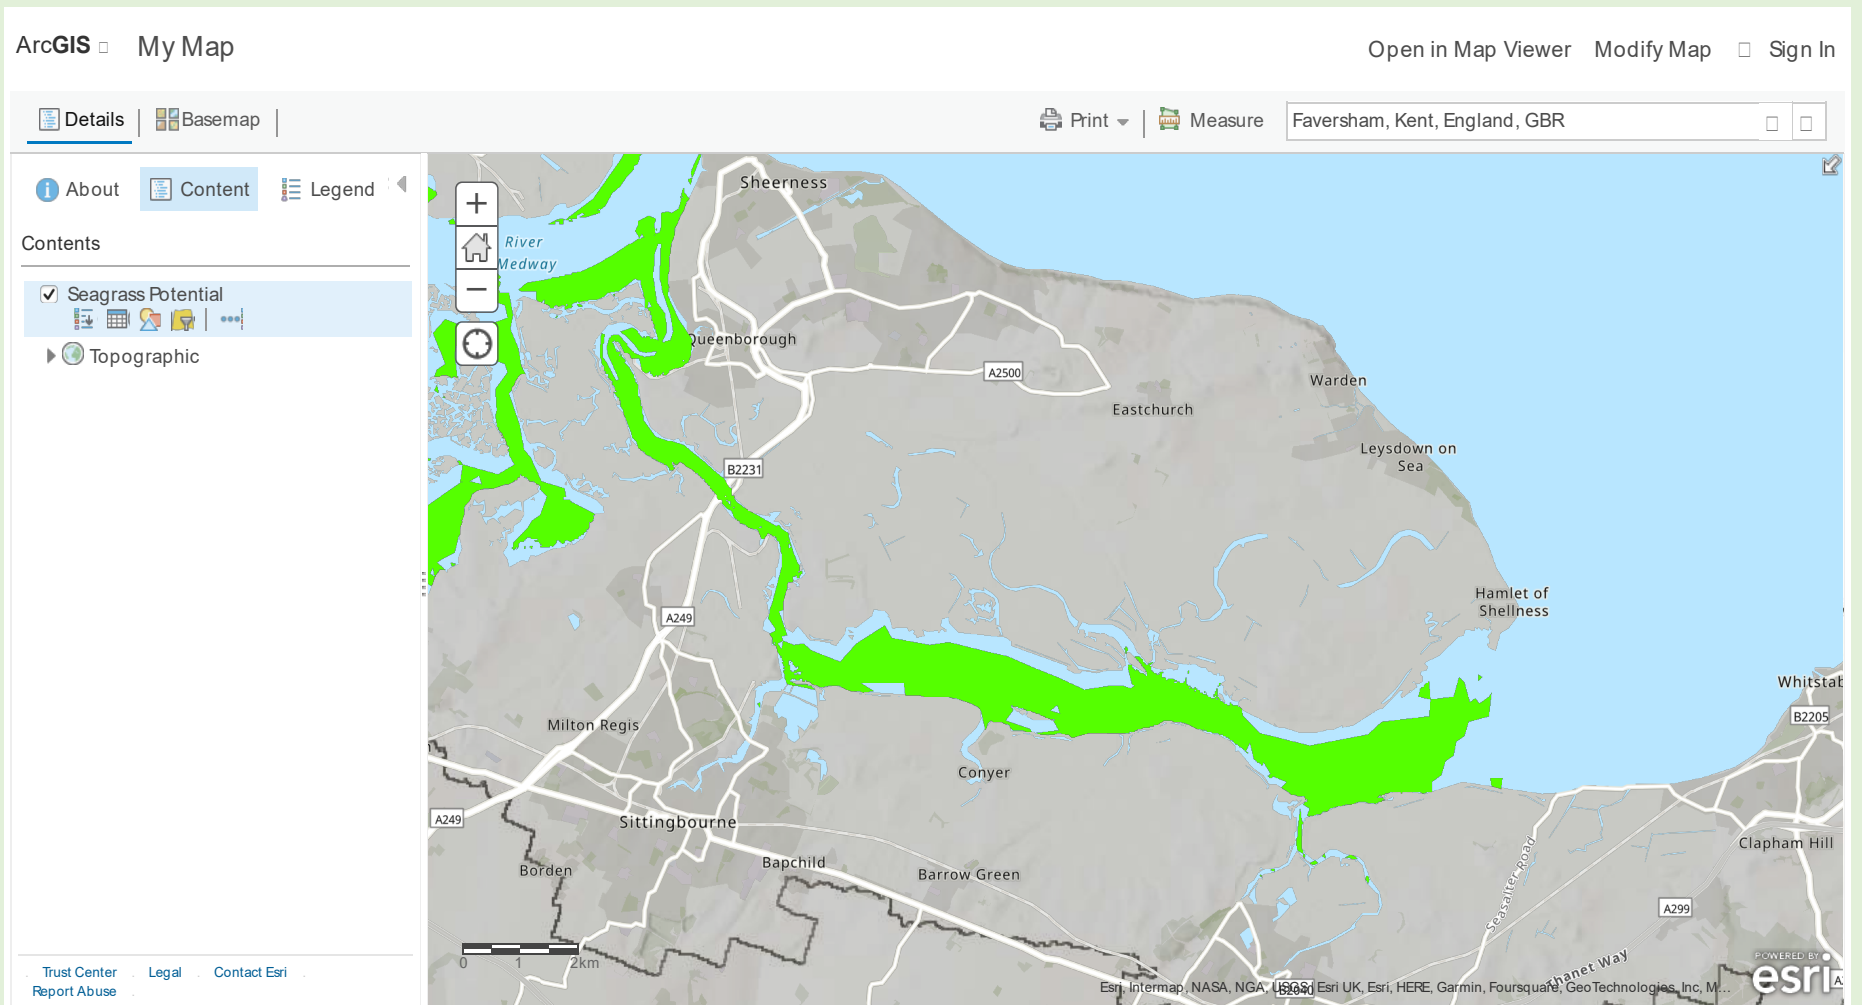 ArcGIS My Map
Open in Map Viewer Modify Map Sign In
Details Basemap
Print Measure Faversham, Kent, England, GBR
About Content Legend
Contents
Seagrass Potential
Topographic
Trust Center Legal Contact Esri
Report Abuse
Sheerness
River
Medway
Queenborough
A2500
Warden
Eastchurch
Leysdown on
Sea
B2231
Hamlet of
Shellness
A249
Whitstab
B2205
Milton Regis
Conyer
A249
Sittingbourne
Clapham Hill
Borden
Bapchild
Barrow Green
Seasalter Road
A299
Thanet Way
0 1 2km
B2040
POWERED BY
esri
Esri, Intermap, NASA, NGA, USGS | Esri UK, Esri, HERE, Garmin, Foursquare, GeoTechnologies, Inc, M...